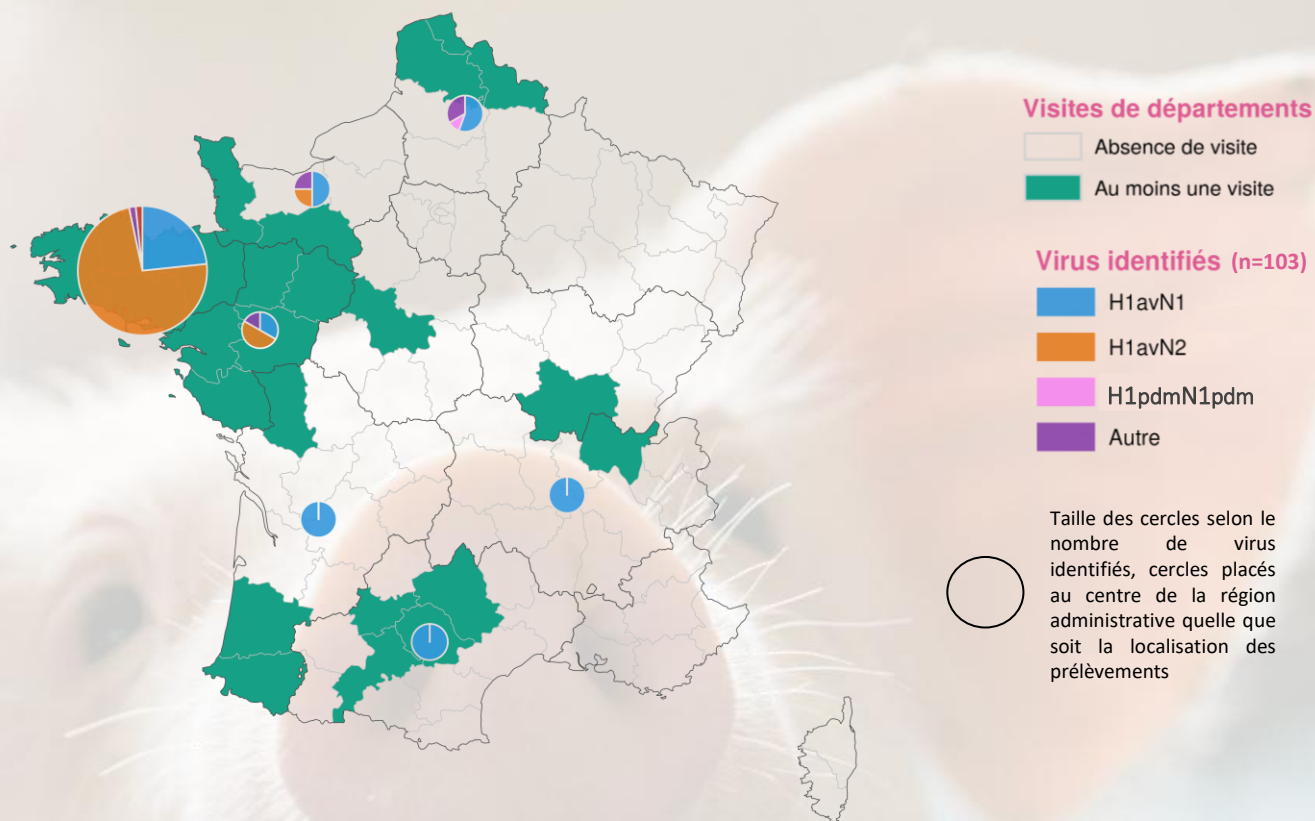 Visites de départements
Absence de visite
Au moins une visite
Virus identifiés (n=103)
H1avN1
H1avN2
H1pdmN1pdm
Autre
Taille des cercles selon le
nombre de virus
identifiés, cercles placés
au centre de la région
administrative quelle que
soit la localisation des
prélèvements